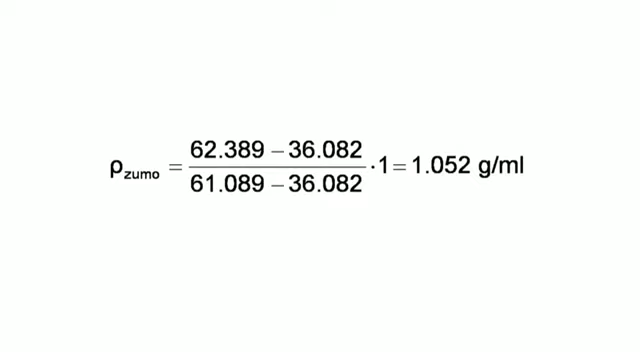 ρzumo = 62.389 – 36.082 / 61.089 – 36.082 · 1 = 1.052 g/ml